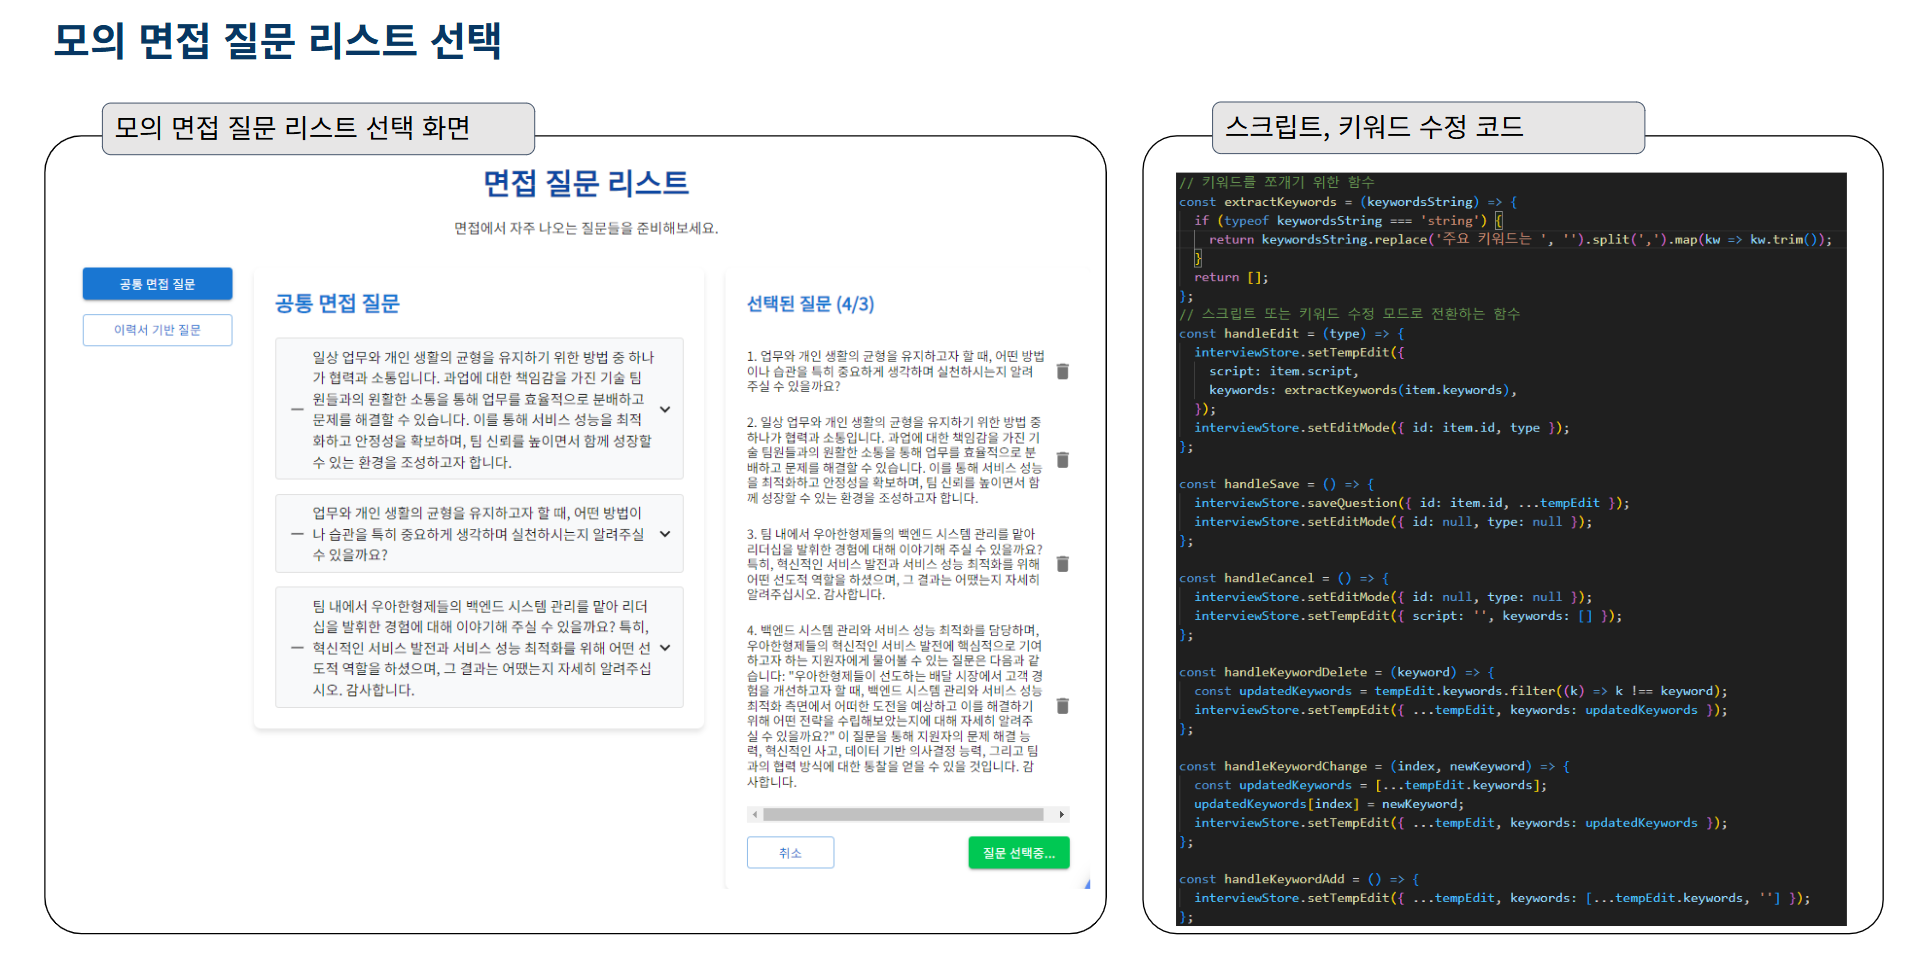 모의 면접 질문 리스트 선택
모의 면접 질문 리스트 선택 화면
면접 질문 리스트
면접에서 자주 나오는 질문들을 준비해보세요.
공통 면접 질문
이력서 기반 질문
공통 면접 질문
일상 업무와 개인 생활의 균형을 유지하기 위한 방법 중 하나
가 협력과 소통입니다. 과업에 대한 책임감을 가진 기술 팀
원들과의 원활한 소통을 통해 업무를 효율적으로 분배하고
문제를 해결할 수 있습니다. 이를 통해 서비스 성능을 최적
화하고 안정성을 확보하며, 팀 신뢰를 높이면서 함께 성장할
수 있는 환경을 조성하고자 합니다.
업무와 개인 생활의 균형을 유지하고자 할 때, 어떤 방법이
나 습관을 특히 중요하게 생각하며 실천하시는지 알려주실
수 있을까요?
팀 내에서 우아한형제들의 백엔드 시스템 관리를 맡아 리더
십을 발휘한 경험에 대해 이야기해 주실 수 있을까요? 특히,
혁신적인 서비스 발전과 서비스 성능 최적화를 위해 어떤 선
도적 역할을 하셨으며, 그 결과는 어땠는지 자세히 알려주십
시오. 감사합니다.
선택된 질문 (4/3)
1. 업무와 개인 생활의 균형을 유지하고자 할 때, 어떤 방법
이나 습관을 특히 중요하게 생각하며 실천하시는지 알려
주실 수 있을까요?
2. 일상 업무와 개인 생활의 균형을 유지하기 위한 방법 중
하나가 협력과 소통입니다. 과업에 대한 책임감을 가진 기
술 팀원들과의 원활한 소통을 통해 업무를 효율적으로 분
배하고 문제를 해결할 수 있습니다. 이를 통해 서비스 성능
을 최적화하고 안정성을 확보하며, 팀 신뢰를 높이면서 함
께 성장할 수 있는 환경을 조성하고자 합니다.
3. 팀 내에서 우아한형제들의 백엔드 시스템 관리를 맡아
리더십을 발휘한 경험에 대해 이야기해 주실 수 있을까요?
특히, 혁신적인 서비스 발전과 서비스 성능 최적화를 위해
어떤 선도적 역할을 하셨으며, 그 결과는 어땠는지 자세히
알려주십시오. 감사합니다.
4. 백엔드 시스템 관리와 서비스 성능 최적화를 담당하며,
우아한형제들의 혁신적인 서비스 발전에 핵심적으로 기여
하고자 하는 지원자에게 물어볼 수 있는 질문은 다음과 같
습니다: "우아한형제들이 선도하는 배달 시장에서 고객 경
험을 개선하고자 할 때, 백엔드 시스템 관리와 서비스 성능
최적화 측면에서 어떠한 도전을 예상하고 이를 해결하기
위해 어떤 전략을 수립해보았는지에 대해 자세히 알려주
실 수 있을까요?" 이 질문을 통해 지원자의 문제 해결 능
력, 혁신적인 사고, 데이터 기반 의사결정 능력, 그리고 팀
과의 협력 방식에 대한 통찰을 얻을 수 있을 것입니다. 감
사합니다.
취소
질문 선택중...
스크립트, 키워드 수정 코드
// 키워드를 쪼개기 위한 함수
const extractKeywords = (keywordsString) => {
if (typeof keywordsString === 'string') {
return keywordsString.replace('주요 키워드는 ', '').split(',').map(kw => kw.trim());
}
return [];
};
// 스크립트 또는 키워드 수정 모드로 전환하는 함수
const handleEdit = (type) => {
interviewStore.setTempEdit({
script: item.script,
keywords: extractKeywords(item.keywords),
});
interviewStore.setEditMode({ id: item.id, type });
};
const handleSave = () => {
interviewStore.saveQuestion({ id: item.id, ...tempEdit });
interviewStore.setEditMode({ id: null, type: null });
};
const handleCancel = () => {
interviewStore.setEditMode({ id: null, type: null });
interviewStore.setTempEdit({ script: '', keywords: [] });
};
const handleKeywordDelete = (keyword) => {
const updatedKeywords = tempEdit.keywords.filter((k) => k !== keyword);
interviewStore.setTempEdit({ ...tempEdit, keywords: updatedKeywords });
};
const handleKeywordChange = (index, newKeyword) => {
const updatedKeywords = [...tempEdit.keywords];
updatedKeywords[index] = newKeyword;
interviewStore.setTempEdit({ ...tempEdit, keywords: updatedKeywords });
};
const handleKeywordAdd = () => {
interviewStore.setTempEdit({ ...tempEdit, keywords: [...tempEdit.keywords, ''] });
};